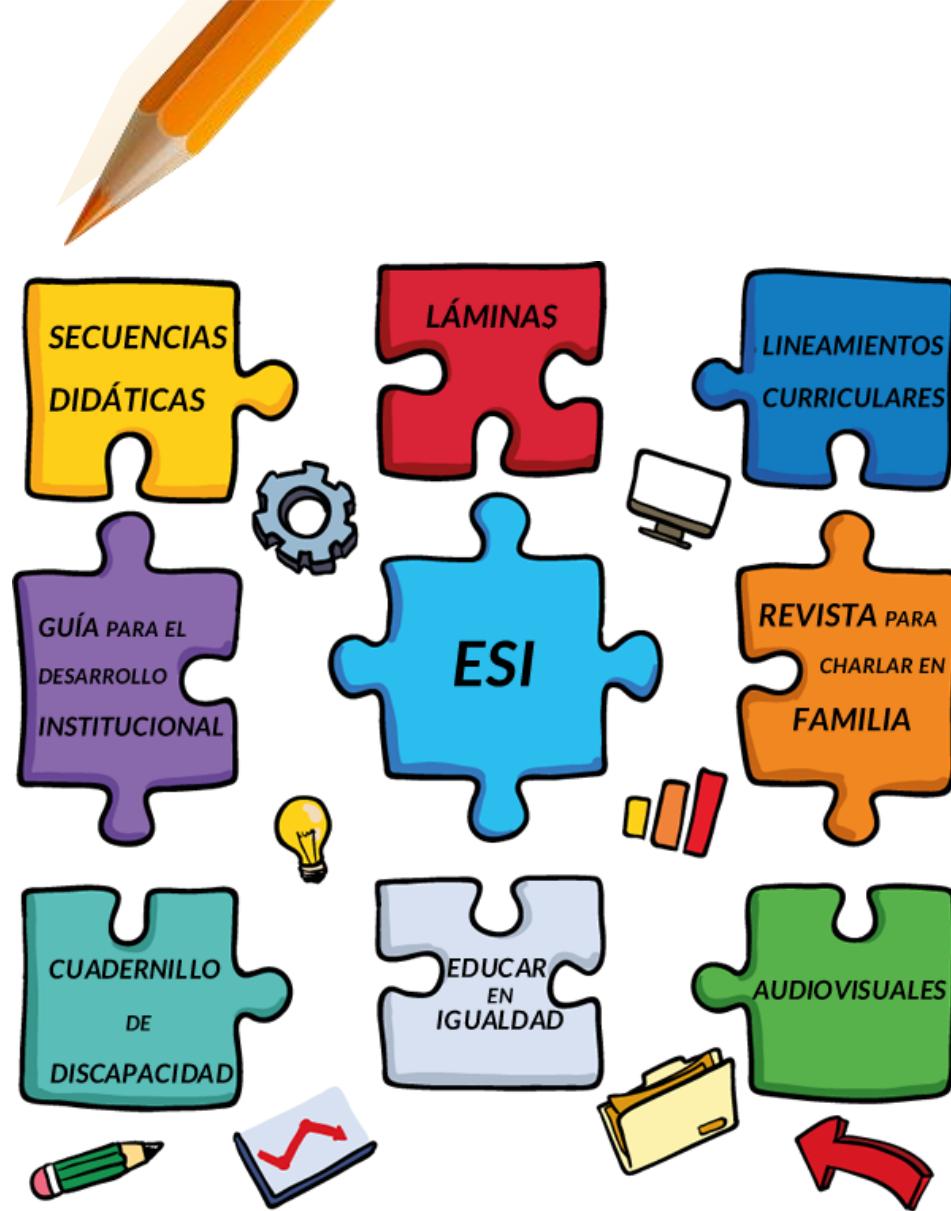 SECUENCIAS
DIDÁTICAS
LÁMINAS
LINEAMIENTOS
CURRICULARES
GUÍA PARA EL
DESARROLLO
INSTITUCIONAL
ESI
REVISTA PARA
CHARLAR EN
FAMILIA
CUADERNILLO
DE
DISCAPACIDAD
EDUCAR
EN
IGUALDAD
AUDIOVISUALES